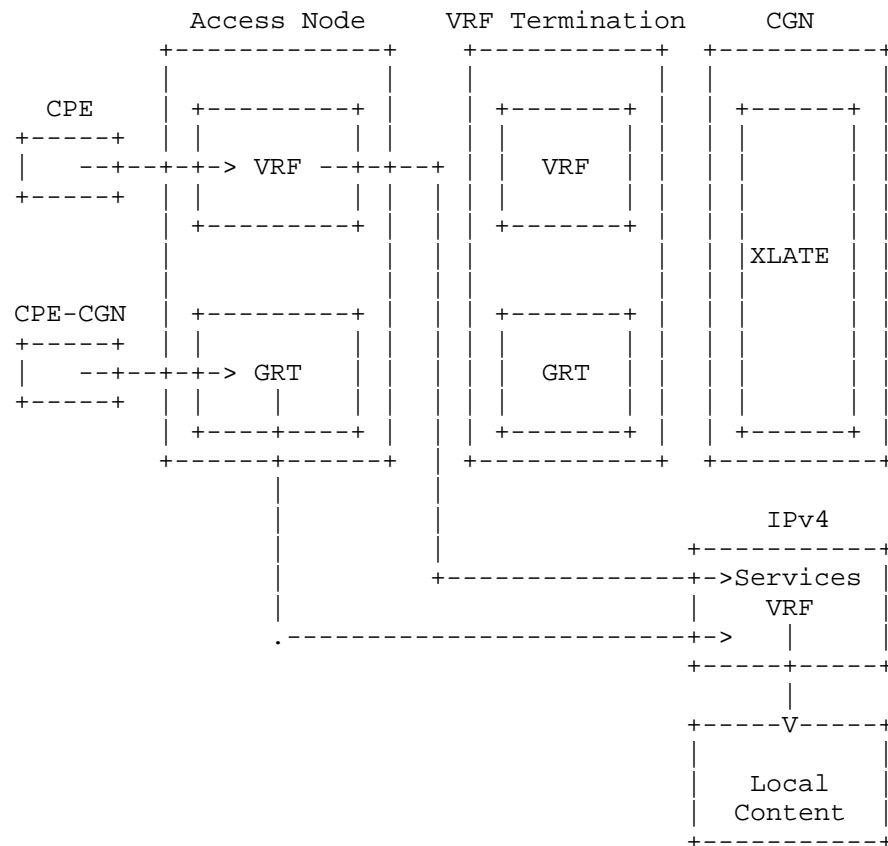 Access Node VRF Termination CGN
CPE
VRF VRF
XLATE
CPE-CGN
GRT GRT
IPv4
Services
VRF
Local
Content